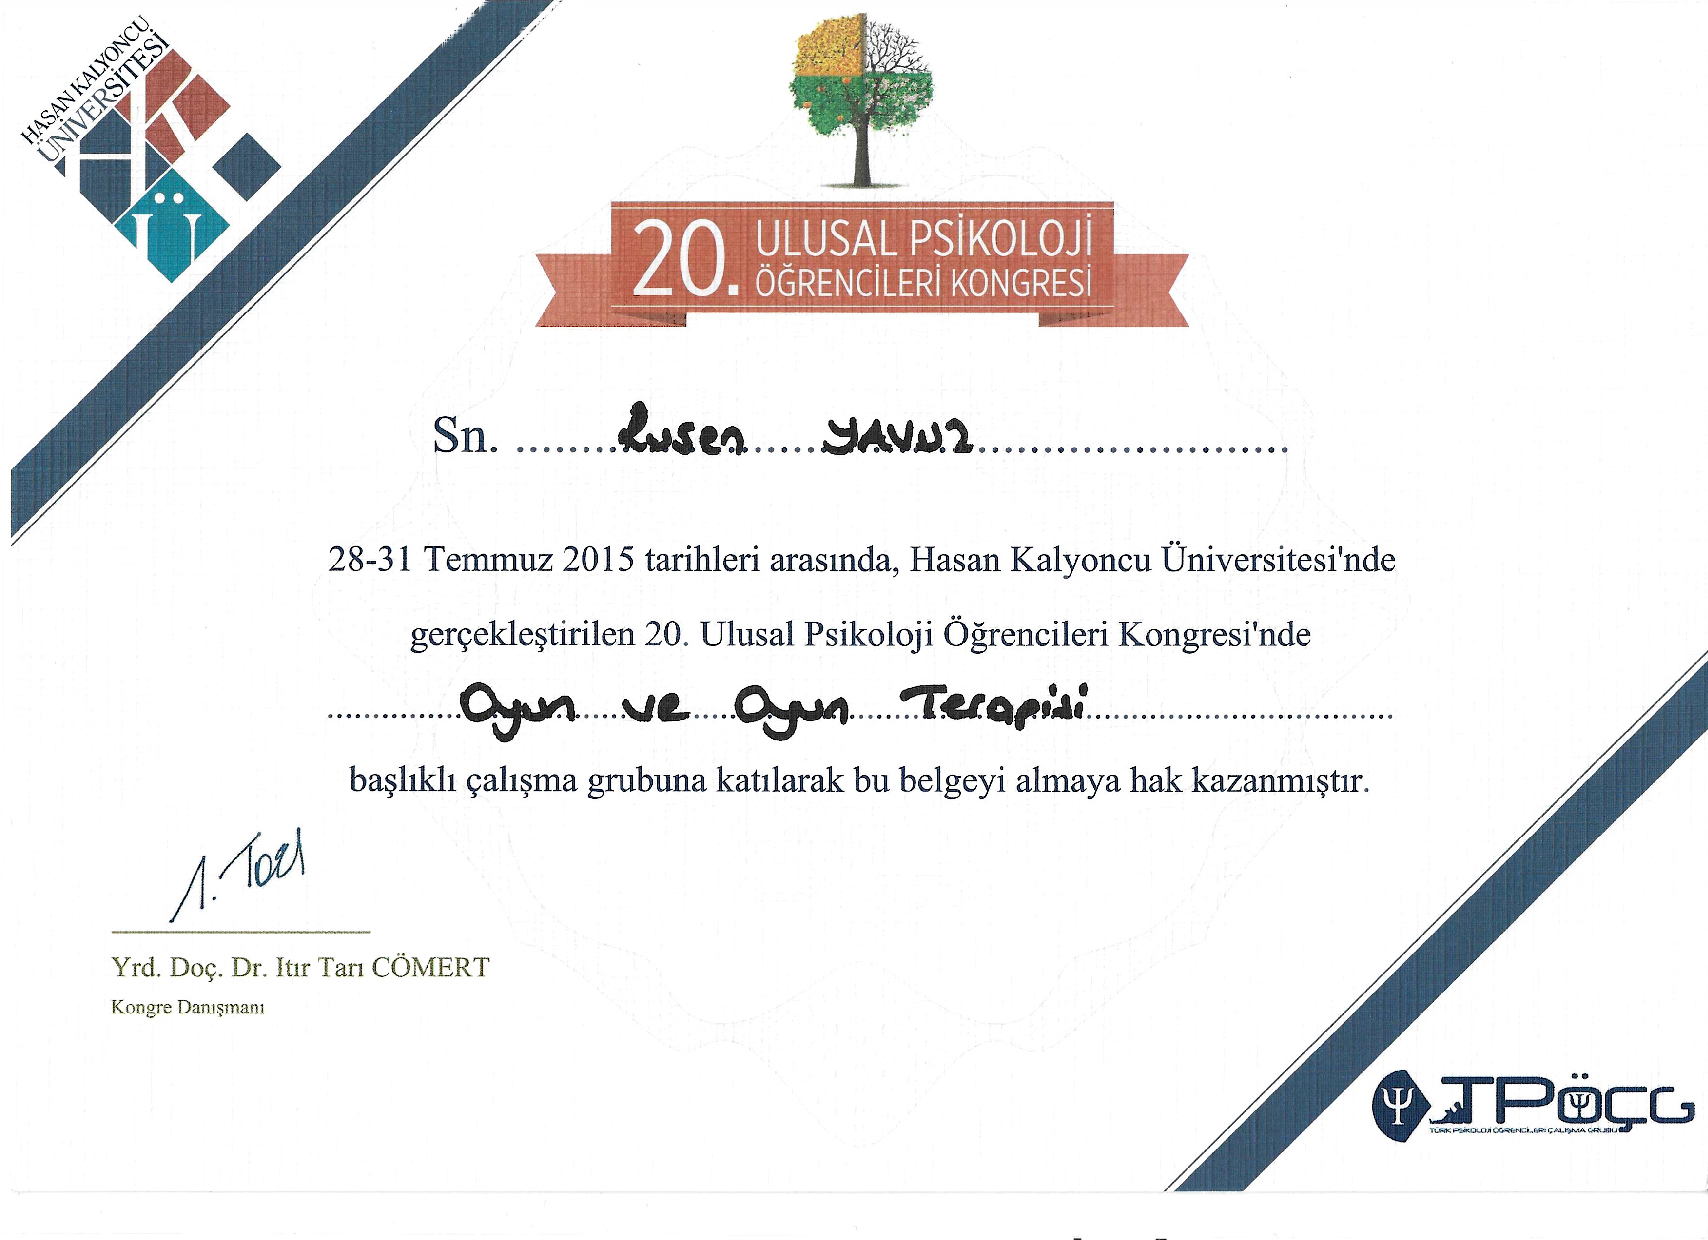 HASAN KALYONCU
ÜNİVERSİTESİ
20. ULUSAL PSİKOLOJİ
ÖĞRENCİLERİ KONGRESİ
Sn. ........Rusen......YAVUZ........................
28-31 Temmuz 2015 tarihleri arasında, Hasan Kalyoncu Üniversitesi'nde
gerçekleştirilen 20. Ulusal Psikoloji Öğrencileri Kongresi'nde
Oyun ve Oyun Terapisi
başlıklı çalışma grubuna katılarak bu belgeyi almaya hak kazanmıştır.
Yrd. Doç. Dr. Itır Tarı CÖMERT
Kongre Danışmanı
TPÖÇG
TÜRK PSİKOLOJİ ÖĞRENCİLERİ ÇALIŞMA GRUBU